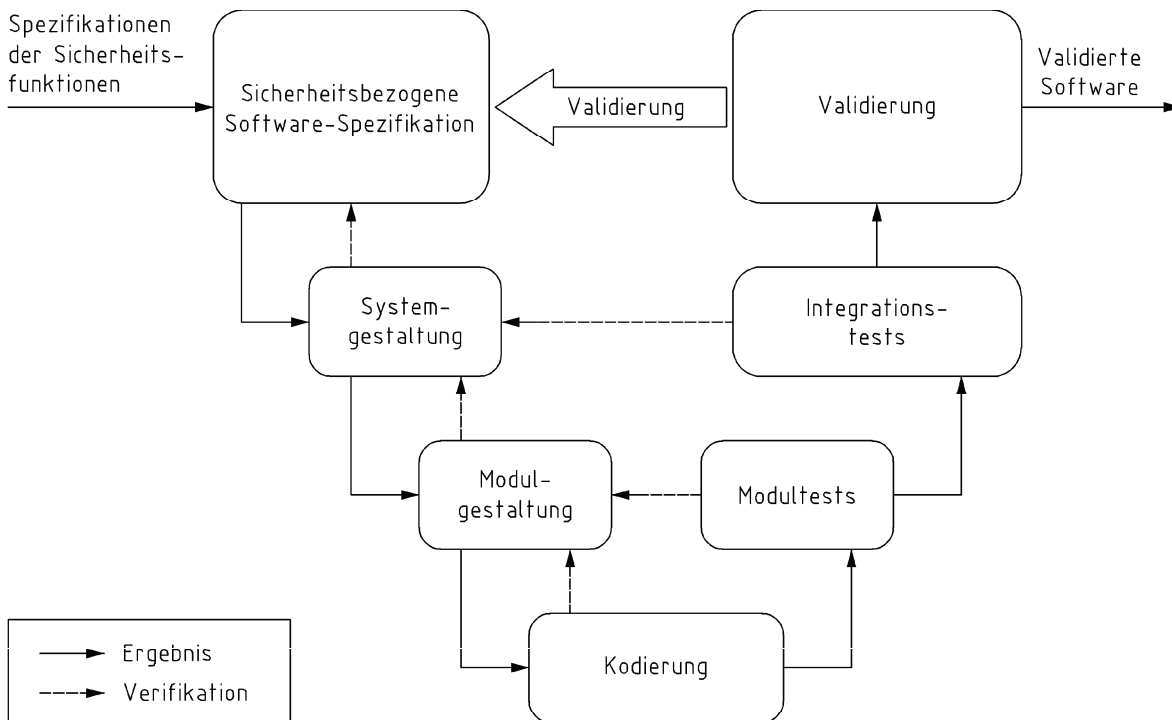 Spezifikationen
der Sicherheits-
funktionen
Sicherheitsbezogene
Software-Spezifikation
Validierung
Validierung
Validierte
Software
System-
gestaltung
Integrations-
tests
Modul-
gestaltung
Modultests
Kodierung
Ergebnis
Verifikation